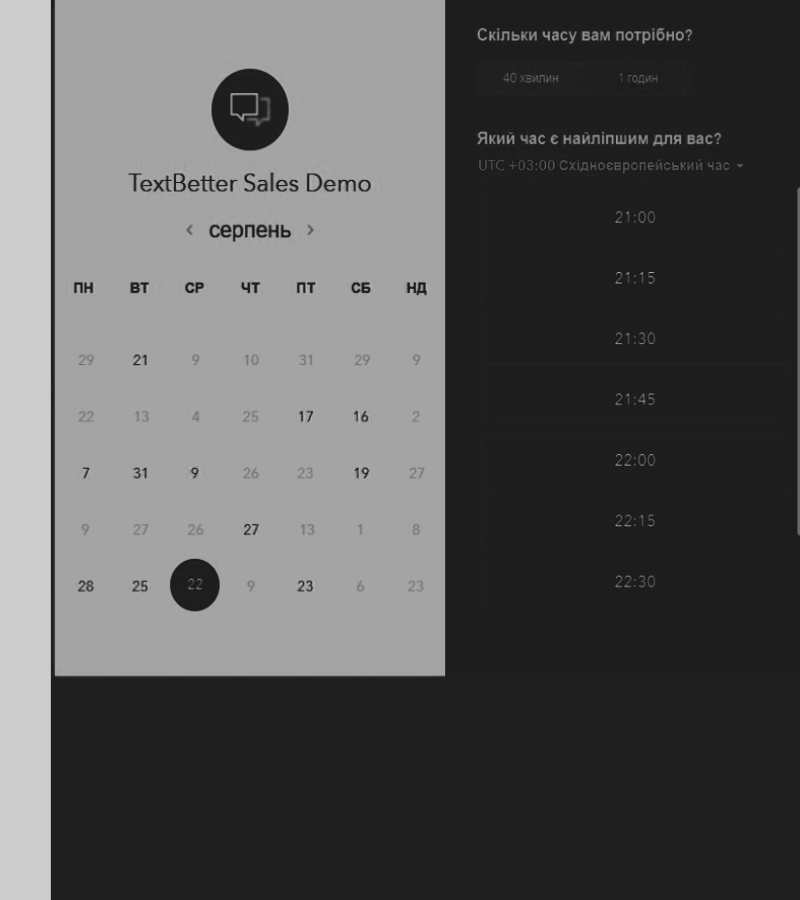 TextBetter Sales Demo
‹ серпень ›
ПН ВТ СР ЧТ ПТ СБ НД
29 21 9 10 31 29 9
22 13 4 25 17 16 2
7 31 9 26 23 19 27
9 27 26 27 13 1 8
28 25 22 9 23 6 23
Скільки часу вам потрібно?
40 хвилин 1 годин
Який час є найліпшим для вас?
UTC +03:00 Східноєвропейський час
21:00
21:15
21:30
21:45
22:00
22:15
22:30